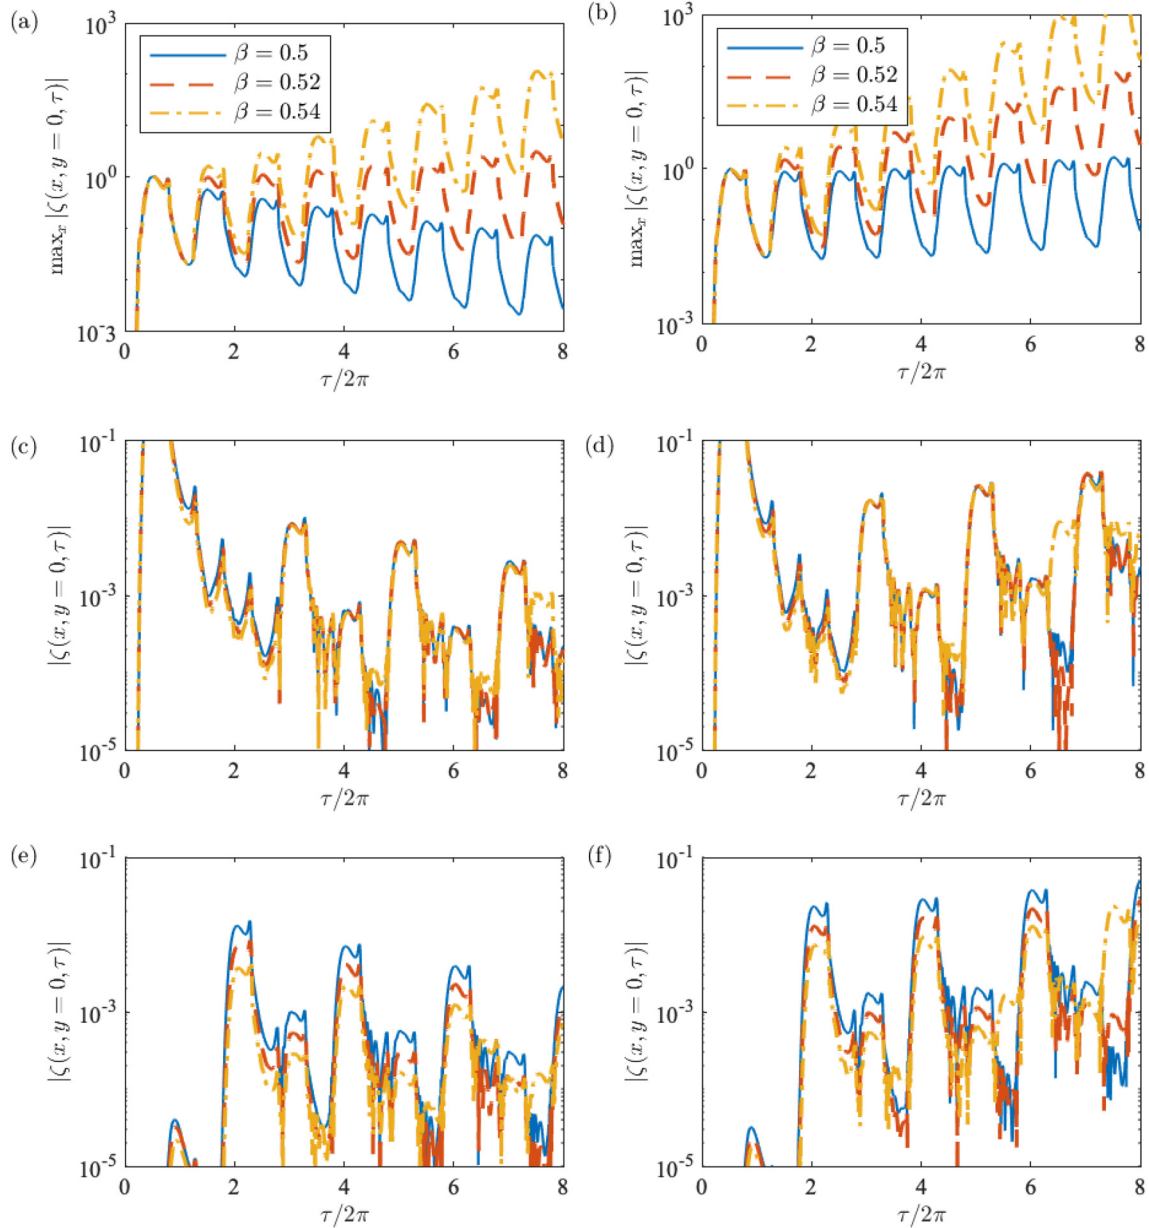 (a)
10^3
10^0
10^-3
max_x |ζ(x, y = 0, τ)|
β = 0.5
β = 0.52
β = 0.54
0 2 4 6 8
τ/2π
(b)
10^3
10^0
10^-3
max_x |ζ(x, y = 0, τ)|
β = 0.5
β = 0.52
β = 0.54
0 2 4 6 8
τ/2π
(c)
10^-1
10^-3
10^-5
|ζ(x, y = 0, τ)|
0 2 4 6 8
τ/2π
(d)
10^-1
10^-3
10^-5
|ζ(x, y = 0, τ)|
0 2 4 6 8
τ/2π
(e)
10^-1
10^-3
10^-5
|ζ(x, y = 0, τ)|
0 2 4 6 8
τ/2π
(f)
10^-1
10^-3
10^-5
|ζ(x, y = 0, τ)|
0 2 4 6 8
τ/2π